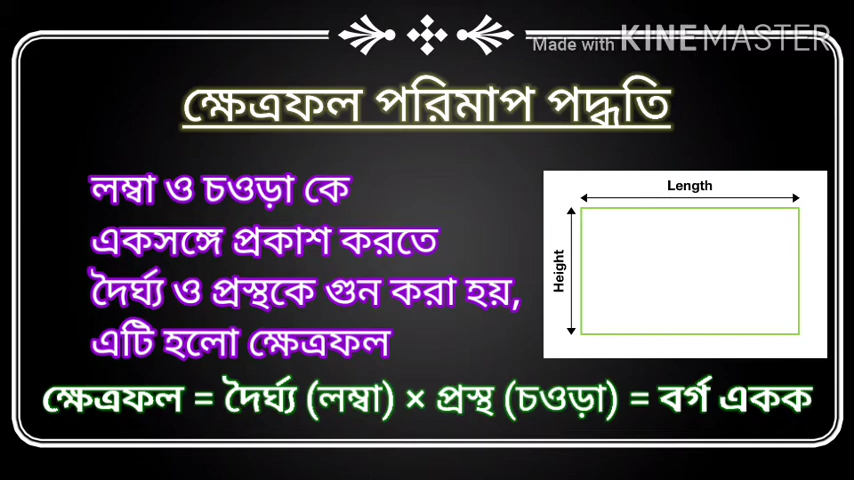 Made with KINEMASTER
ক্ষেত্রফল পরিমাপ পদ্ধতি
লম্বা ও চওড়া কে
একসঙ্গে প্রকাশ করতে
দৈর্ঘ্য ও প্রস্থকে গুন করা হয়,
এটি হলো ক্ষেত্রফল
Length
Height
ক্ষেত্রফল = দৈর্ঘ্য (লম্বা) × প্রস্থ (চওড়া) = বর্গ একক